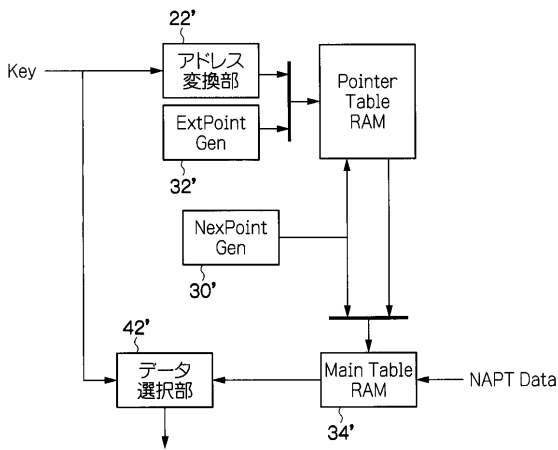 22'
Key
アドレス
変換部
Pointer
Table
RAM
ExtPoint
Gen
32'
NexPoint
Gen
30'
42'
データ
選択部
Main Table
RAM
NAPT Data
34'